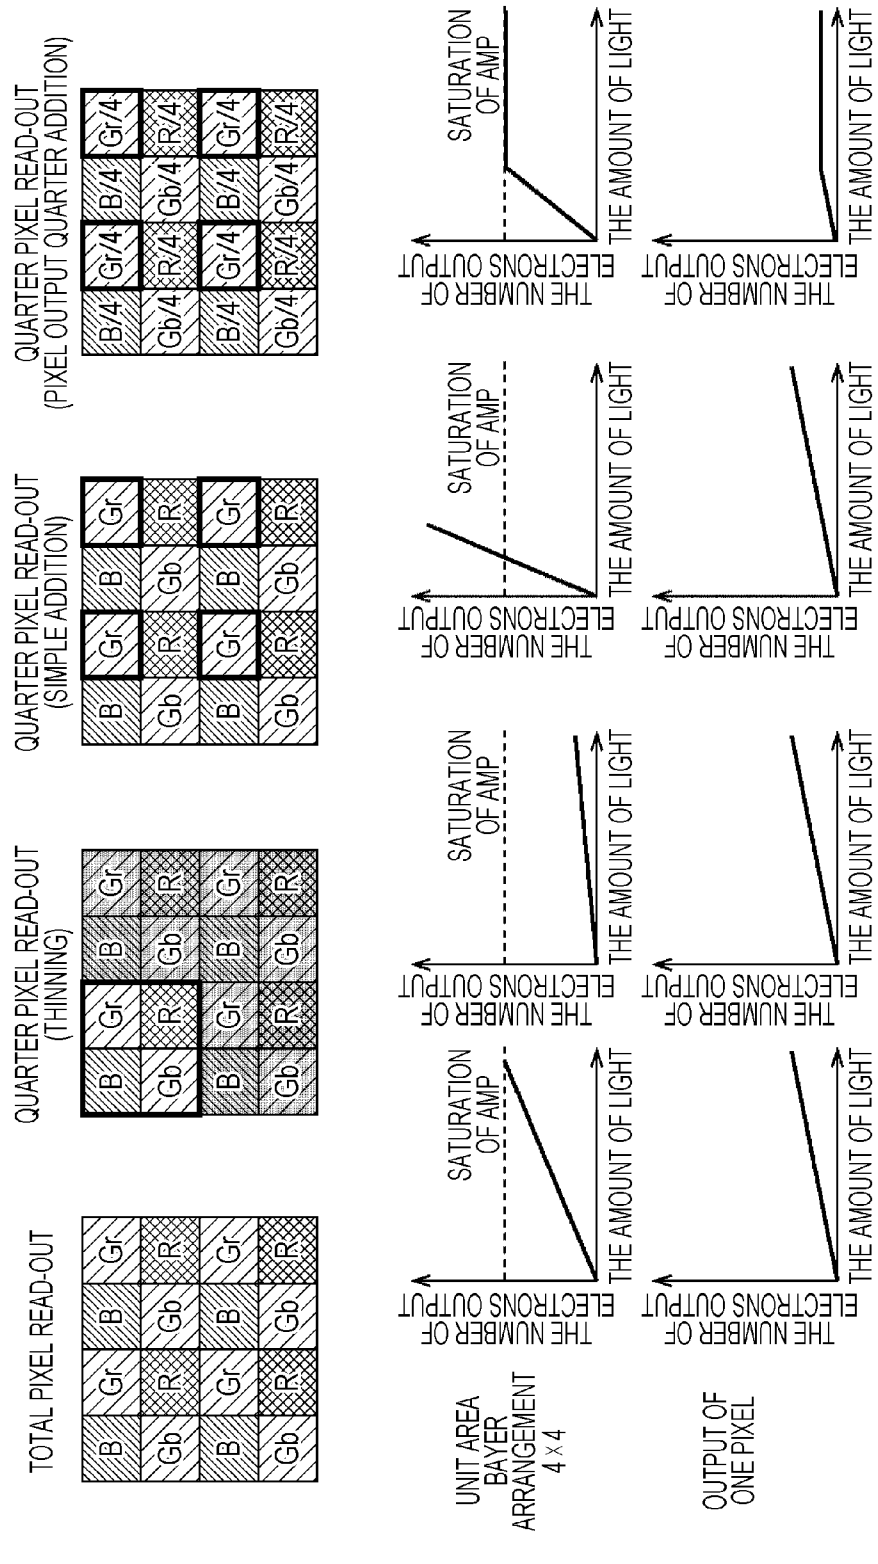 TOTAL PIXEL READ-OUT
B Gr B Gr
Gb R Gb R
B Gr B Gr
Gb R Gb R
QUARTER PIXEL READ-OUT
(THINNING)
B Gr B Gr
Gb R Gb R
B Gr B Gr
Gb R Gb R
QUARTER PIXEL READ-OUT
(SIMPLE ADDITION)
B Gr B Gr
Gb R Gb R
B Gr B Gr
Gb R Gb R
QUARTER PIXEL READ-OUT
(PIXEL OUTPUT QUARTER ADDITION)
B/4 Gr/4 B/4 Gr/4
Gb/4 R/4 Gb/4 R/4
B/4 Gr/4 B/4 Gr/4
Gb/4 R/4 Gb/4 R/4
UNIT AREA
BAYER
ARRANGEMENT
4 × 4
THE NUMBER OF
ELECTRONS OUTPUT
SATURATION
OF AMP
THE AMOUNT OF LIGHT
THE NUMBER OF
ELECTRONS OUTPUT
SATURATION
OF AMP
THE AMOUNT OF LIGHT
THE NUMBER OF
ELECTRONS OUTPUT
SATURATION
OF AMP
THE AMOUNT OF LIGHT
THE NUMBER OF
ELECTRONS OUTPUT
SATURATION
OF AMP
THE AMOUNT OF LIGHT
OUTPUT OF
ONE PIXEL
THE NUMBER OF
ELECTRONS OUTPUT
THE AMOUNT OF LIGHT
THE NUMBER OF
ELECTRONS OUTPUT
THE AMOUNT OF LIGHT
THE NUMBER OF
ELECTRONS OUTPUT
THE AMOUNT OF LIGHT
THE NUMBER OF
ELECTRONS OUTPUT
THE AMOUNT OF LIGHT